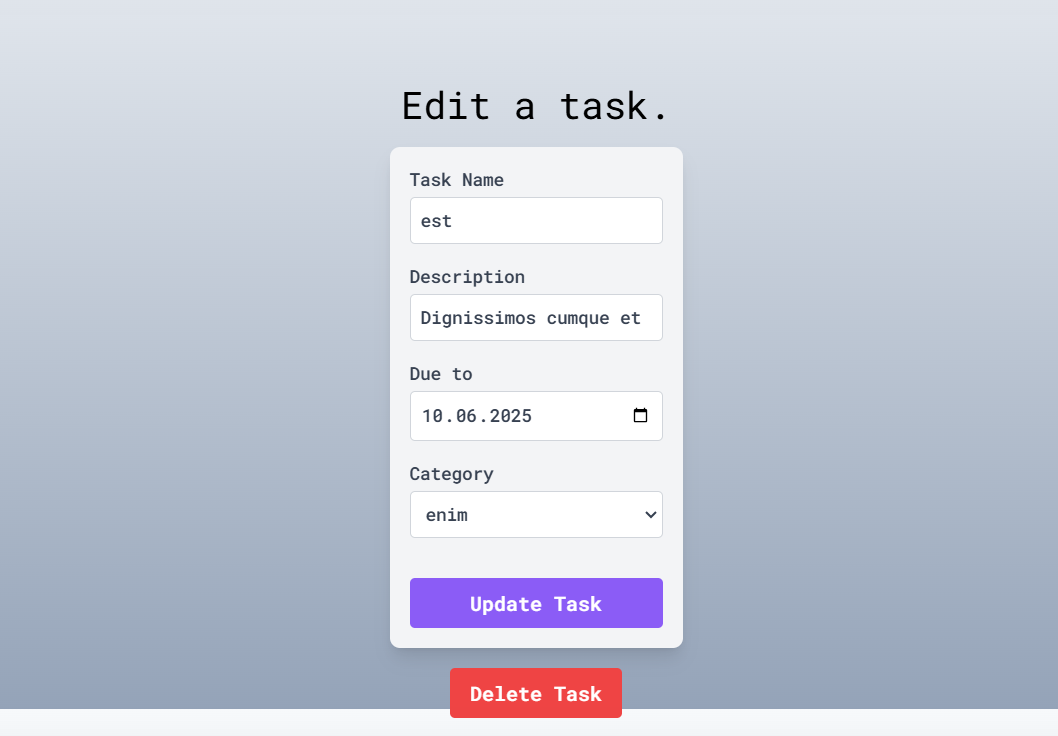 Edit a task.
Task Name
est
Description
Dignissimos cumque et
Due to
10.06.2025
Category
enim
Update Task
Delete Task